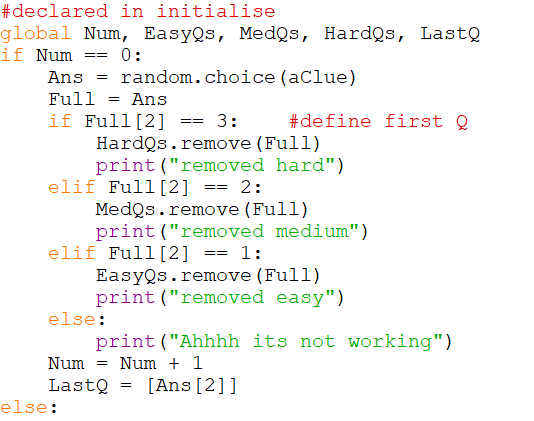 #declared in initialise
global Num, EasyQs, MedQs, HardQs, LastQ
if Num == 0:
    Ans = random.choice(aClue)
    Full = Ans
    if Full[2] == 3:    #define first Q
        HardQs.remove(Full)
        print("removed hard")
    elif Full[2] == 2:
        MedQs.remove(Full)
        print("removed medium")
    elif Full[2] == 1:
        EasyQs.remove(Full)
        print("removed easy")
    else:
        print("Ahhhh its not working")
    Num = Num + 1
    LastQ = [Ans[2]]
else: